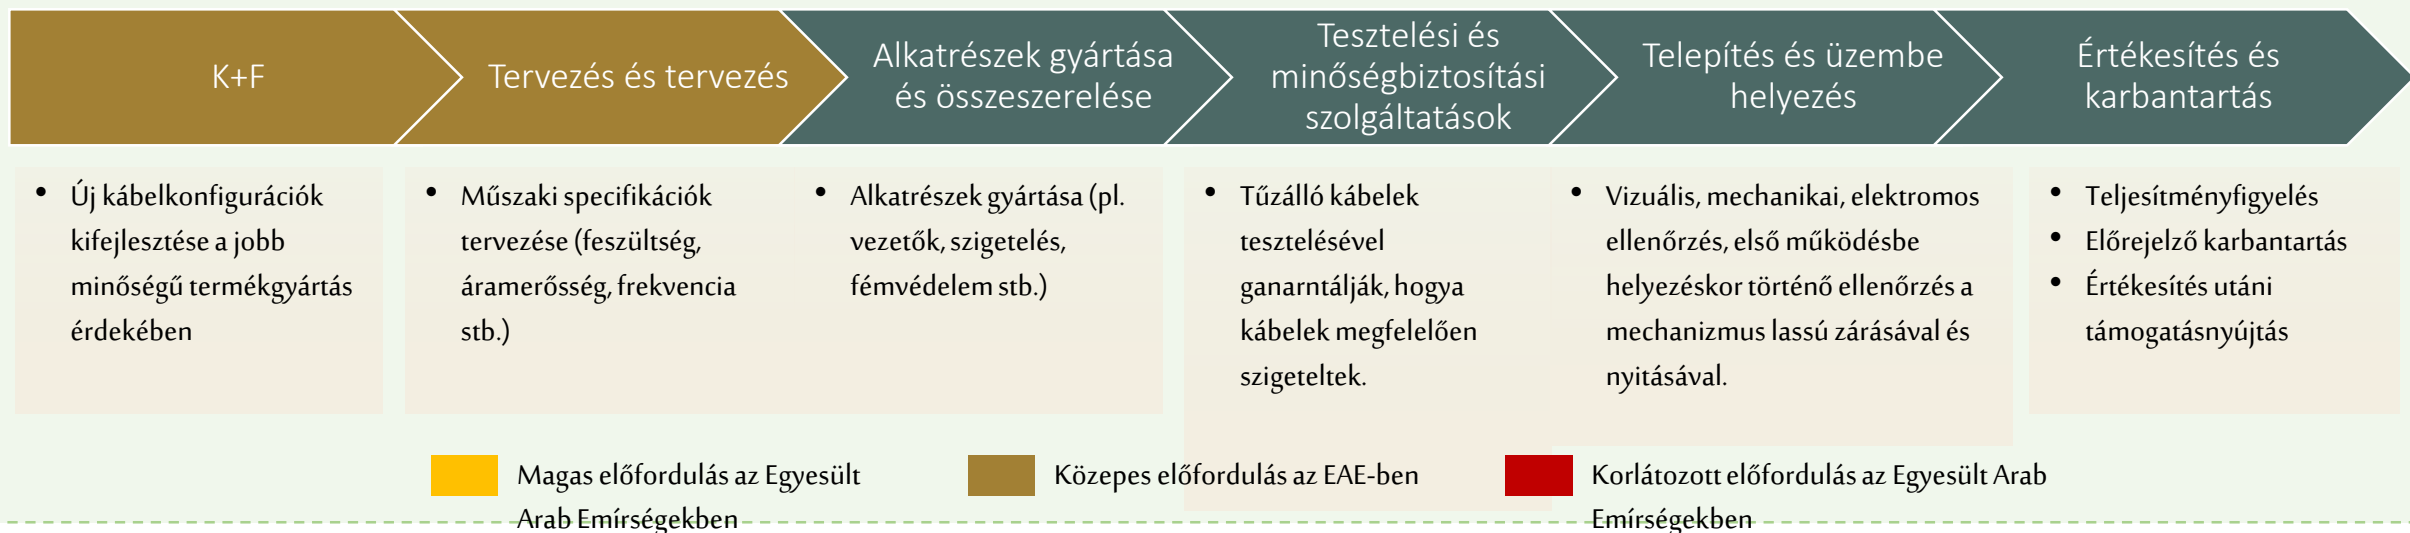 K+F
Tervezés és tervezés
Alkatrészek gyártása
és összeszerelése
Tesztelési és
minőségbiztosítási
szolgáltatások
Telepítés és üzembe
helyezés
Értékesítés és
karbantartás
• Új kábelkonfigurációk
kifejlesztése a jobb
minőségű termékgyártás
érdekében
• Műszaki specifikációk
tervezése (feszültség,
áramerősség, frekvencia
stb.)
• Alkatrészek gyártása (pl.
vezetők, szigetelés,
fémvédelem stb.)
• Tűzálló kábelek
tesztelésével
ganarntálják, hogya
kábelek megfelelően
szigeteltek.
• Vizuális, mechanikai, elektromos
ellenőrzés, első működésbe
helyezéskor történő ellenőrzés a
mechanizmus lassú zárásával és
nyitásával.
• Teljesítményfigyelés
• Előrejelző karbantartás
• Értékesítés utáni
támogatásnyújtás
Magas előfordulás az Egyesült
Arab Emírségekben
Közepes előfordulás az EAE-ben
Korlátozott előfordulás az Egyesült Arab
Emírségekben